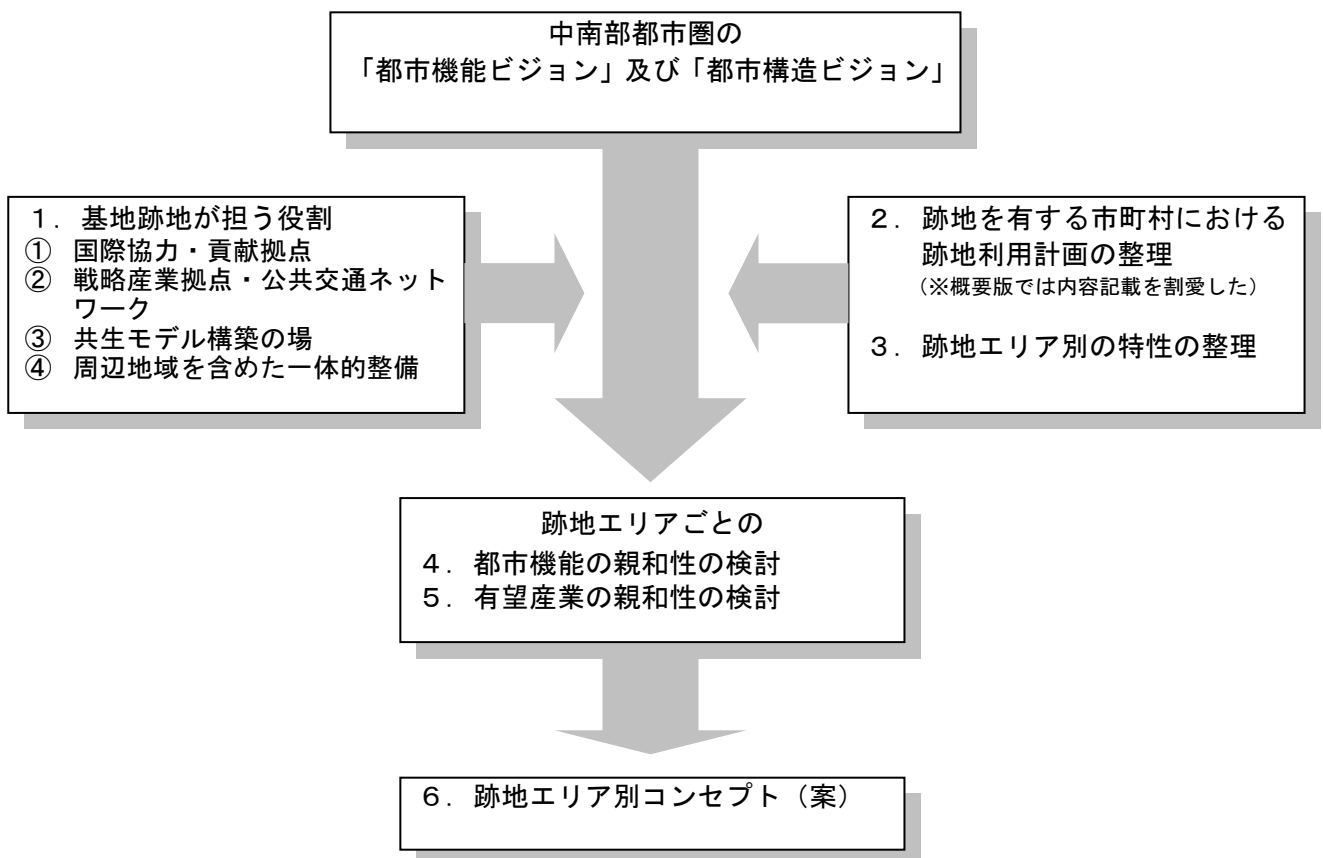 中南部都市圏の
「都市機能ビジョン」及び「都市構造ビジョン」
１．基地跡地が担う役割
① 国際協力・貢献拠点
② 戦略産業拠点・公共交通ネット
ワーク
③ 共生モデル構築の場
④ 周辺地域を含めた一体的整備
２．跡地を有する市町村における
跡地利用計画の整理
（※概要版では内容記載を割愛した）
３．跡地エリア別の特性の整理
跡地エリアごとの
４．都市機能の親和性の検討
５．有望産業の親和性の検討
６．跡地エリア別コンセプト（案）